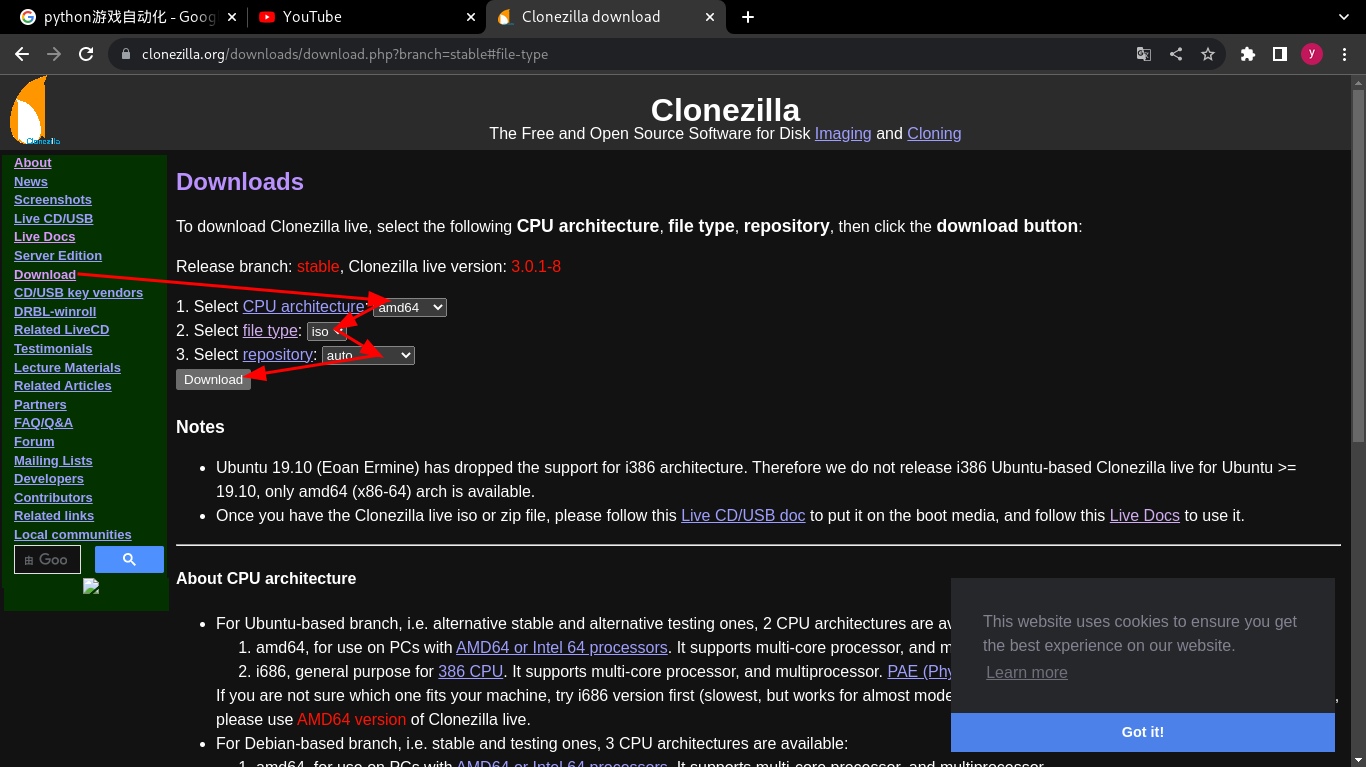 python游戏自动化 - Goog
YouTube
Clonezilla download
clonezilla.org/downloads/download.php?branch=stable#file-type
y
Clonezilla
Clonezilla
The Free and Open Source Software for Disk Imaging and Cloning
About
News
Screenshots
Live CD/USB
Live Docs
Server Edition
Download
CD/USB key vendors
DRBL-winroll
Related LiveCD
Testimonials
Lecture Materials
Related Articles
Partners
FAQ/Q&A
Forum
Mailing Lists
Developers
Contributors
Related links
Local communities
由 Goo
Downloads
To download Clonezilla live, select the following CPU architecture, file type, repository, then click the download button:
Release branch: stable, Clonezilla live version: 3.0.1-8
1. Select CPU architecture: amd64
2. Select file type: iso
3. Select repository: auto
Download
Notes
Ubuntu 19.10 (Eoan Ermine) has dropped the support for i386 architecture. Therefore we do not release i386 Ubuntu-based Clonezilla live for Ubuntu >=
19.10, only amd64 (x86-64) arch is available.
Once you have the Clonezilla live iso or zip file, please follow this Live CD/USB doc to put it on the boot media, and follow this Live Docs to use it.
About CPU architecture
For Ubuntu-based branch, i.e. alternative stable and alternative testing ones, 2 CPU architectures are av
1. amd64, for use on PCs with AMD64 or Intel 64 processors. It supports multi-core processor, and m
2. i686, general purpose for 386 CPU. It supports multi-core processor, and multiprocessor. PAE (Phy
If you are not sure which one fits your machine, try i686 version first (slowest, but works for almost mode
please use AMD64 version of Clonezilla live.
For Debian-based branch, i.e. stable and testing ones, 3 CPU architectures are available:
1. amd64, for use on PCs with AMD64 or Intel 64 processors. It supports multi-core processor, and multiprocessor.
This website uses cookies to ensure you get
the best experience on our website.
Learn more
Got it!